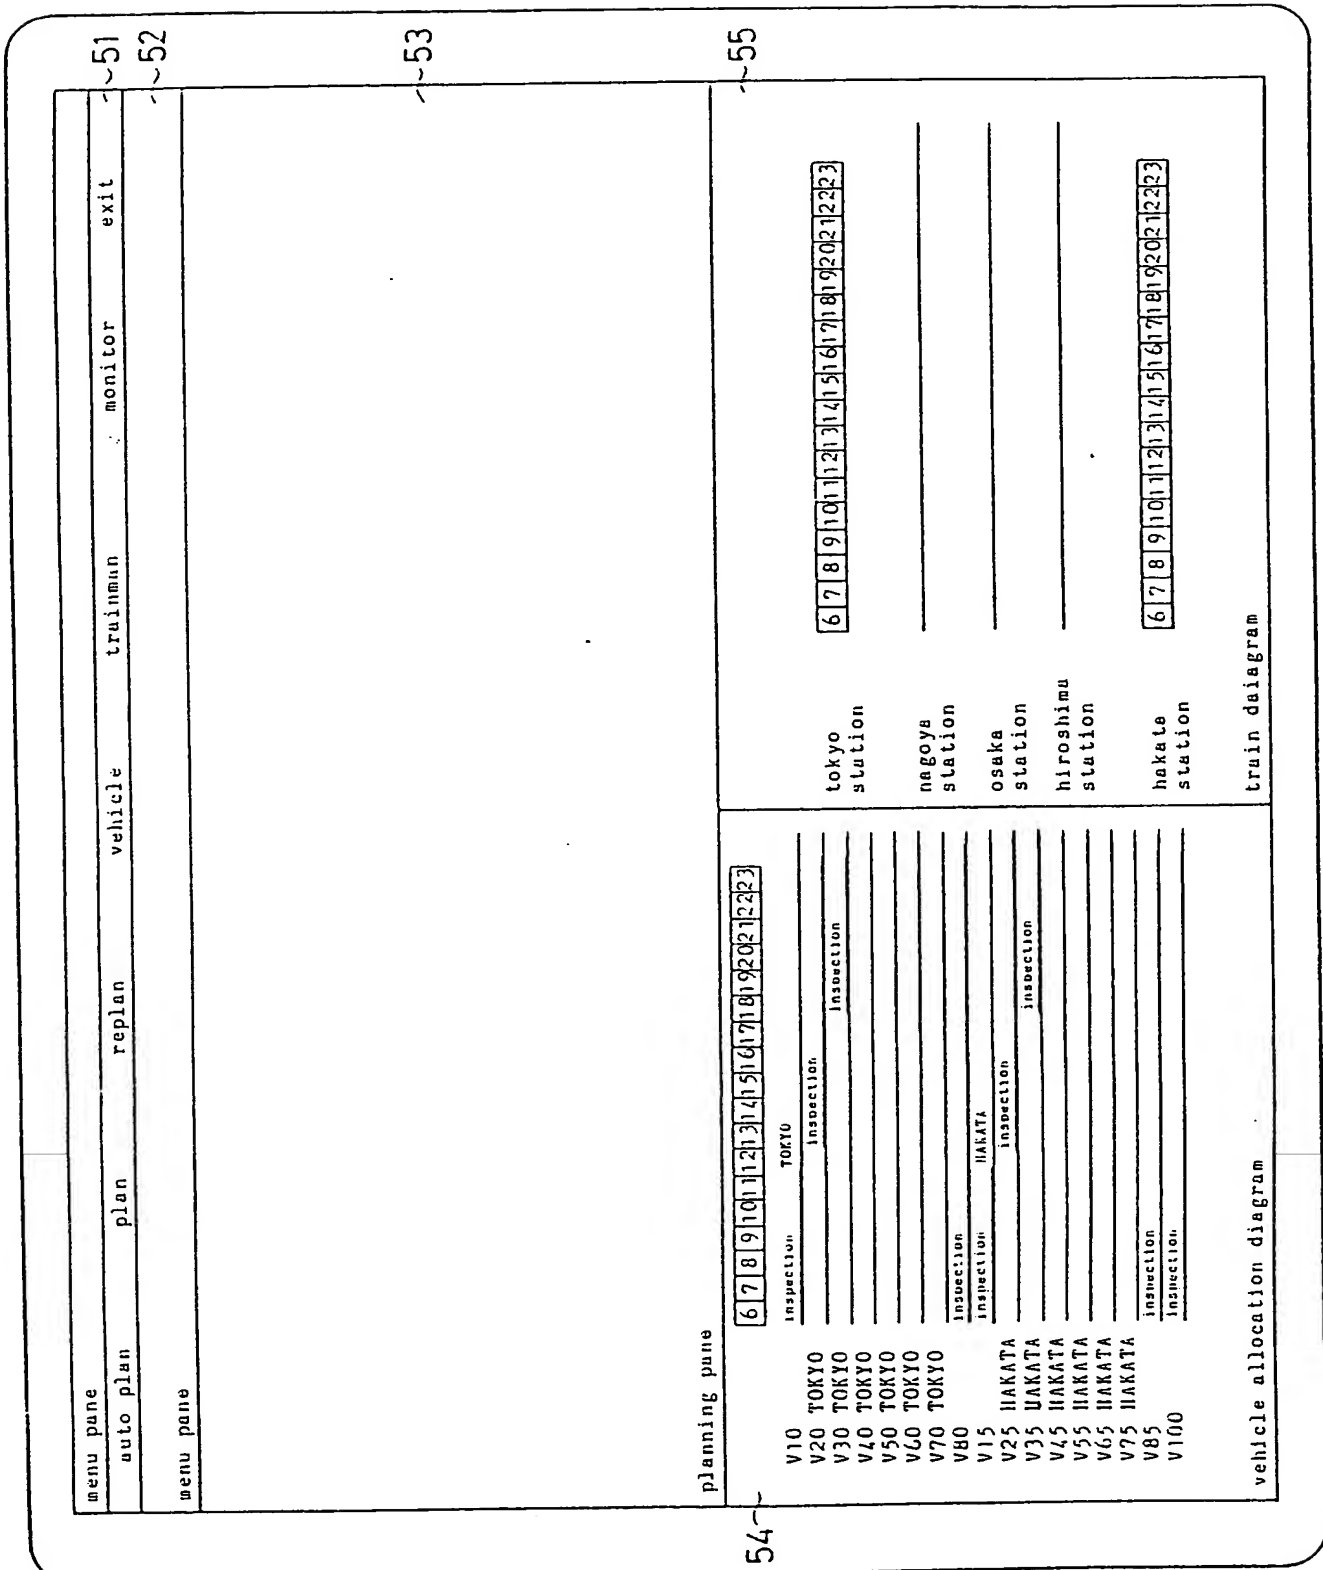 menu pane
auto plan plan replan vehicle trainman monitor exit
51
52
menu pane
53
planning pane
54
55
6 7 8 9 10 11 12 13 14 15 16 17 18 19 20 21 22 23
V10 inspection TOKYO
V20 TOKYO inspection
V30 TOKYO inspection
V40 TOKYO
V50 TOKYO
V60 TOKYO
V70 TOKYO
V80 inspection
V15 inspection HAKATA
V25 HAKATA inspection
V35 HAKATA inspection
V45 HAKATA
V55 HAKATA
V65 HAKATA
V75 HAKATA
V85 inspection
V100 inspection
vehicle allocation diagram
tokyo
station
6 7 8 9 10 11 12 13 14 15 16 17 18 19 20 21 22 23
nagoya
station
osaka
station
hiroshima
station
hakata
station
6 7 8 9 10 11 12 13 14 15 16 17 18 19 20 21 22 23
train daiagram